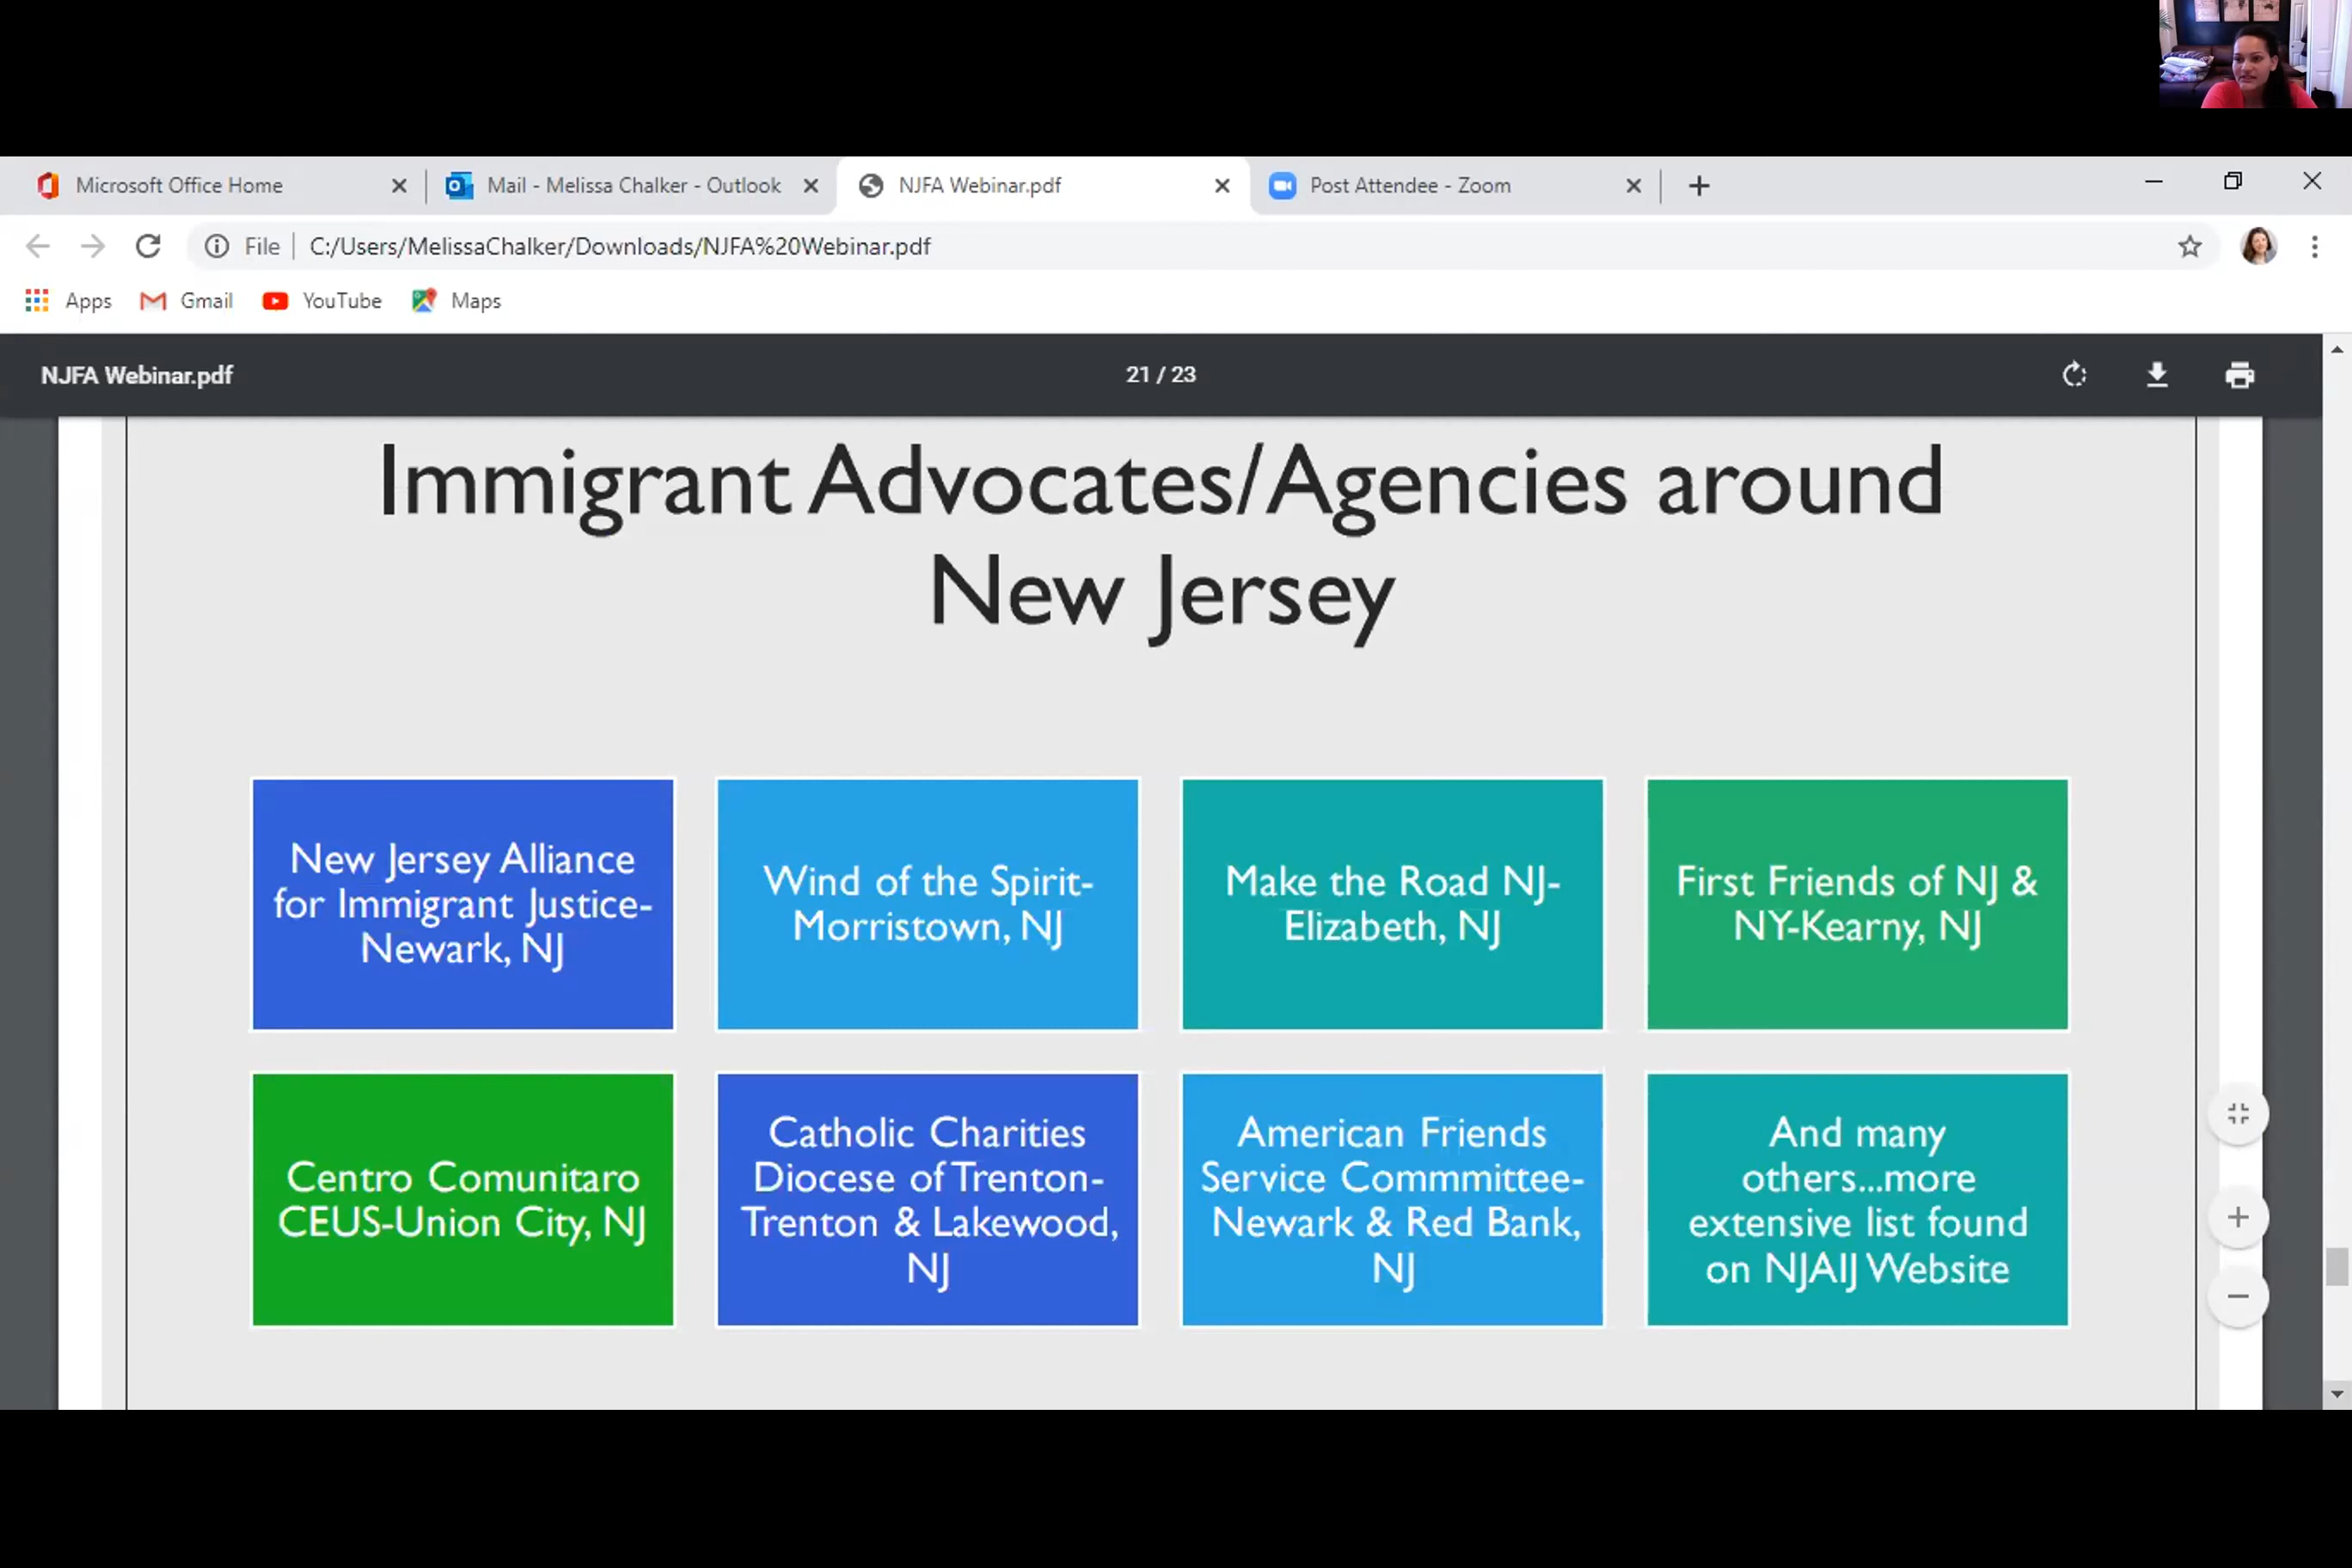 Microsoft Office Home
Mail - Melissa Chalker - Outlook
NJFA Webinar.pdf
Post Attendee - Zoom
File
C:/Users/MelissaChalker/Downloads/NJFA%20Webinar.pdf
Apps
Gmail
YouTube
Maps
NJFA Webinar.pdf
21 / 23
Immigrant Advocates/Agencies around
New Jersey
New Jersey Alliance
for Immigrant Justice-
Newark, NJ
Wind of the Spirit-
Morristown, NJ
Make the Road NJ-
Elizabeth, NJ
First Friends of NJ &
NY-Kearny, NJ
Centro Comunitaro
CEUS-Union City, NJ
Catholic Charities
Diocese of Trenton-
Trenton & Lakewood,
NJ
American Friends
Service Commmittee-
Newark & Red Bank,
NJ
And many
others...more
extensive list found
on NJAIJ Website